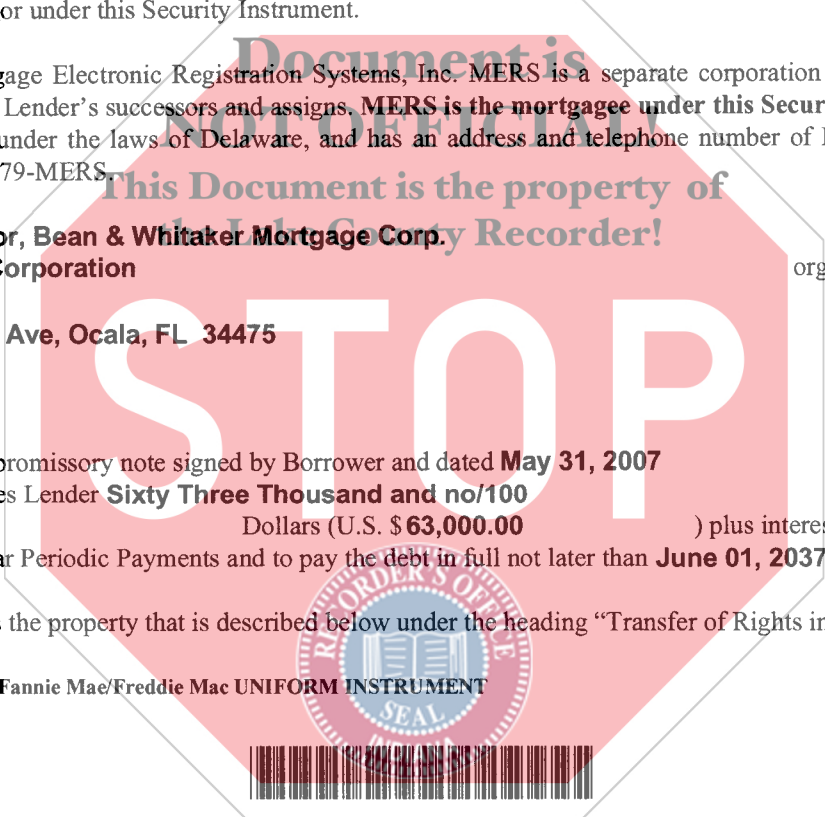 or under this Security Instrument.
Document is
gage Electronic Registration Systems, Inc. MERS is a separate corporation
Lender's successors and assigns. MERS is the mortgagee under this Secur
NOT OFFICIAL!
under the laws of Delaware, and has an address and telephone number of
79-MERS.
This Document is the property of
the Lake County Recorder!
or, Bean & Whitaker Mortgage Corp.
Corporation
org
Ave, Ocala, FL 34475
STOP
promissory note signed by Borrower and dated May 31, 2007
es Lender Sixty Three Thousand and no/100
Dollars (U.S. $ 63,000.00 ) plus interes
ar Periodic Payments and to pay the debt in full not later than June 01, 2037
RECORDER'S OFFICE
the property that is described below under the heading “Transfer of Rights in
Fannie Mae/Freddie Mac UNIFORM INSTRUMENT
SEAL
INDIANA